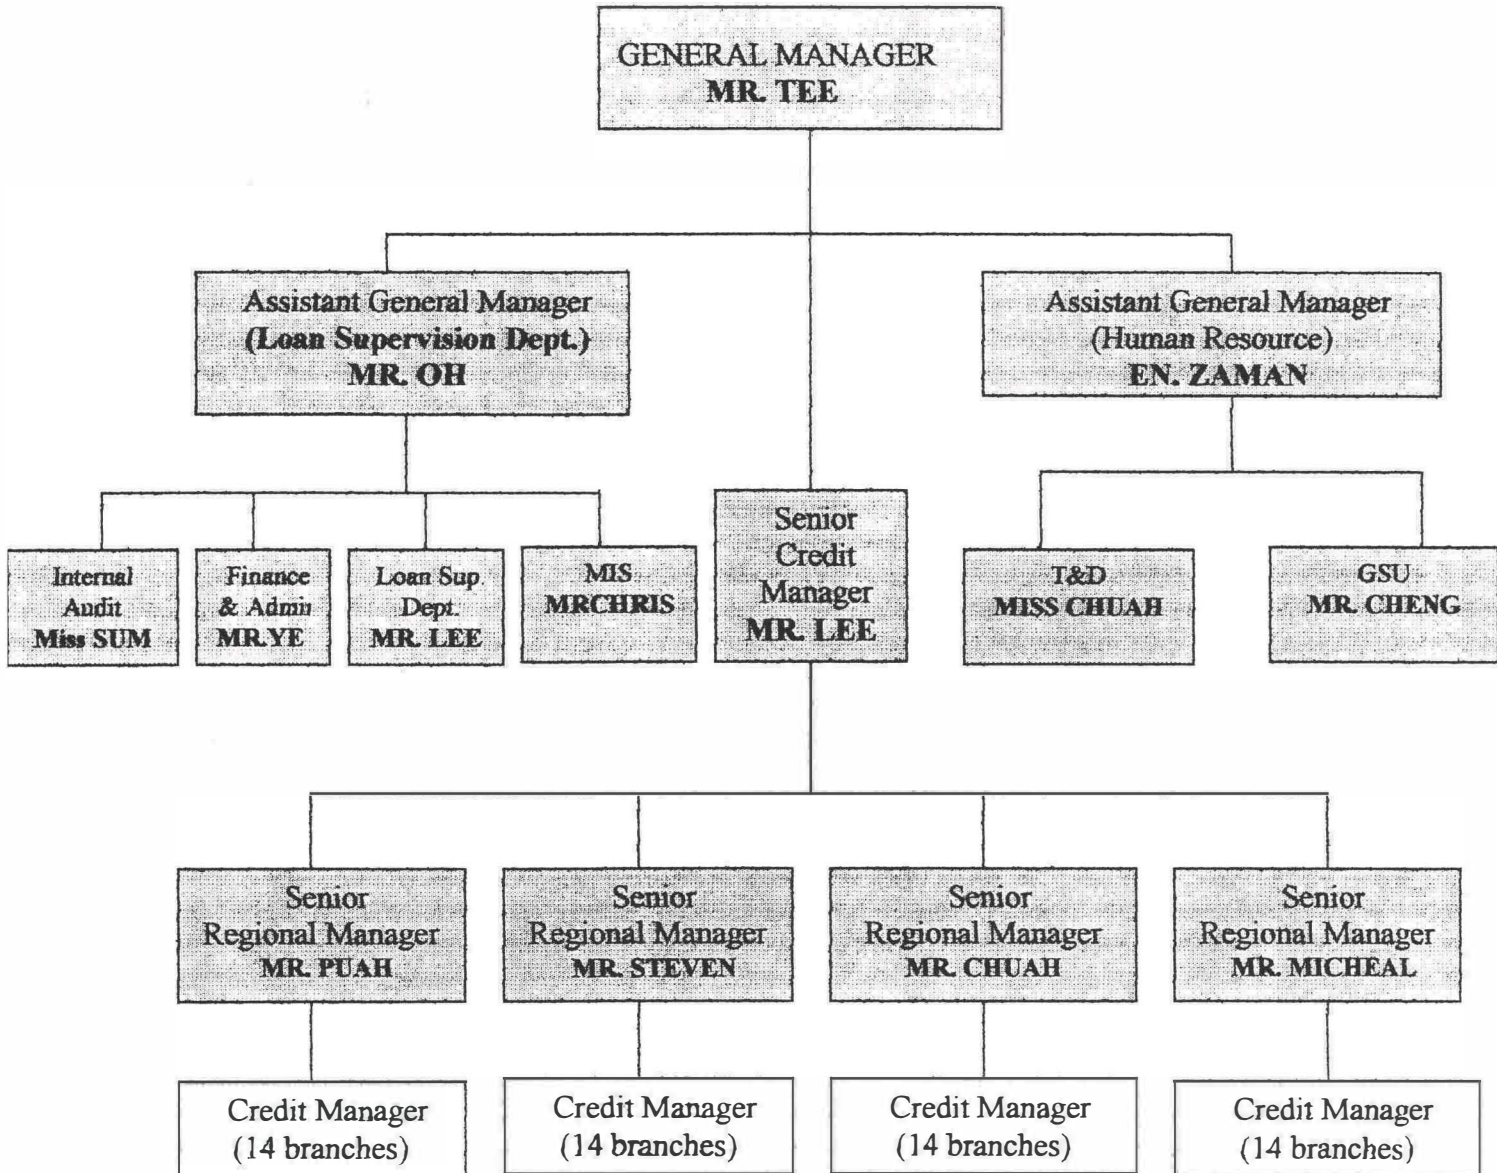 GENERAL MANAGER
MR. TEE
Assistant General Manager
(Loan Supervision Dept.)
MR. OH
Assistant General Manager
(Human Resource)
EN. ZAMAN
Internal
Audit
Miss SUM
Finance
& Admin
MR.YE
Loan Sup.
Dept.
MR. LEE
MIS
MRCHRIS
Senior
Credit
Manager
MR. LEE
T&D
MISS CHUAH
GSU
MR. CHENG
Senior
Regional Manager
MR. PUAH
Senior
Regional Manager
MR. STEVEN
Senior
Regional Manager
MR. CHUAH
Senior
Regional Manager
MR. MICHEAL
Credit Manager
(14 branches)
Credit Manager
(14 branches)
Credit Manager
(14 branches)
Credit Manager
(14 branches)